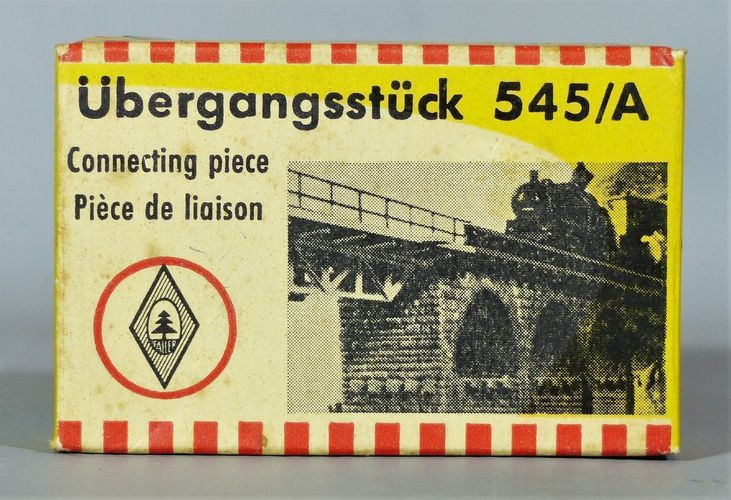 Übergangsstück 545/A
Connecting piece
Pièce de liaison
FALLER